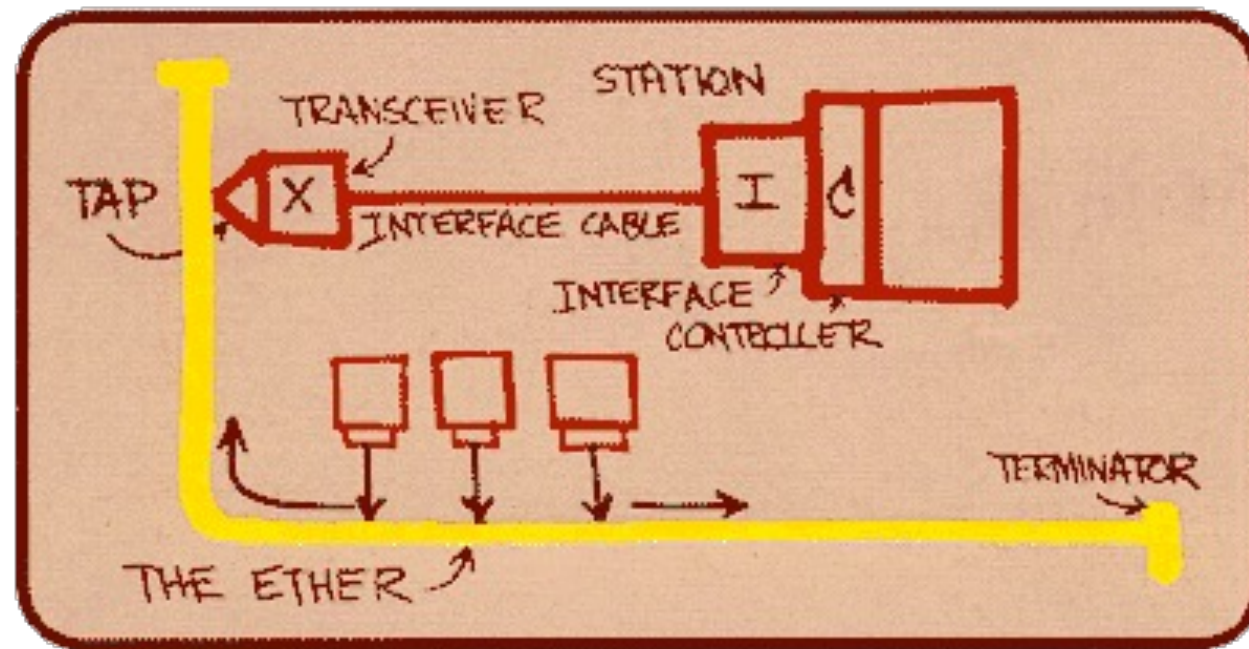 STATION
TRANSCEIVER
TAP
X
I
C
INTERFACE CABLE
INTERFACE
CONTROLLER
TERMINATOR
THE ETHER